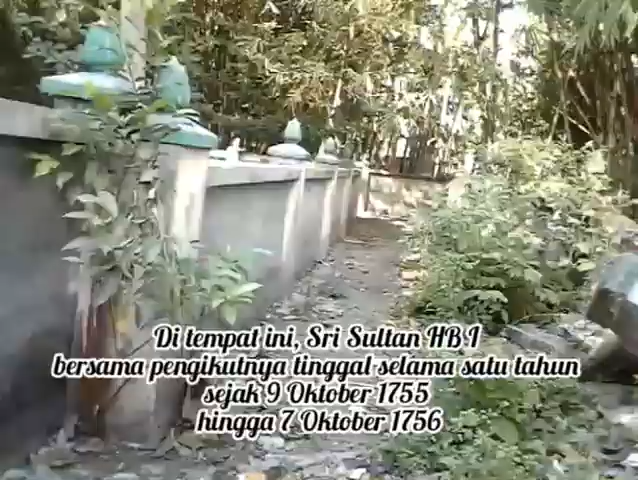 Di tempat ini, Sri Sultan HB I
bersama pengikutnya tinggal selama satu tahun
sejak 9 Oktober 1755
hingga 7 Oktober 1756